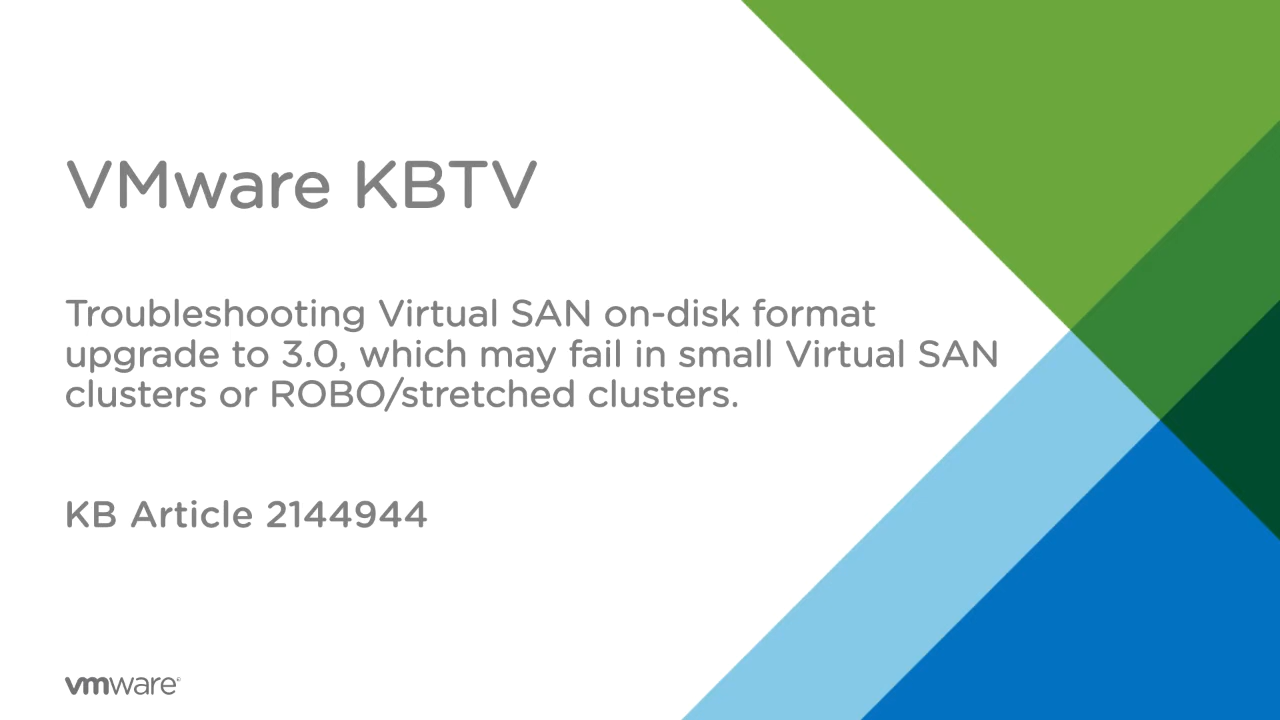 VMware KBTV
Troubleshooting Virtual SAN on-disk format
upgrade to 3.0, which may fail in small Virtual SAN
clusters or ROBO/stretched clusters.
KB Article 2144944
vmware